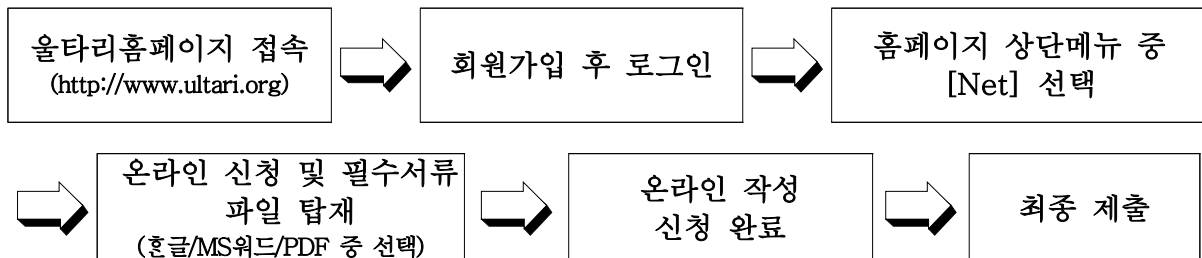 울타리홈페이지 접속
(http://www.ultari.org)
회원가입 후 로그인
홈페이지 상단메뉴 중
[Net] 선택
온라인 신청 및 필수서류
파일 탑재
(흔글/MS워드/PDF 중 선택)
온라인 작성
신청 완료
최종 제출